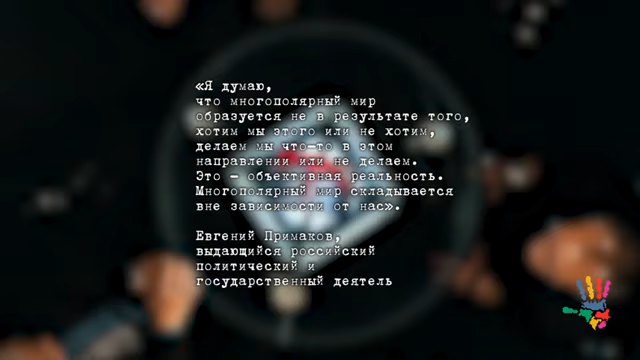 «Я думаю,
что многополярный мир
образуется не в результате того,
хотим мы этого или не хотим,
делаем мы что-то в этом
направлении или не делаем.
Это - объективная реальность.
Многополярный мир складывается
вне зависимости от нас».
Евгений Примаков,
выдающийся российский
политический и
государственный деятель